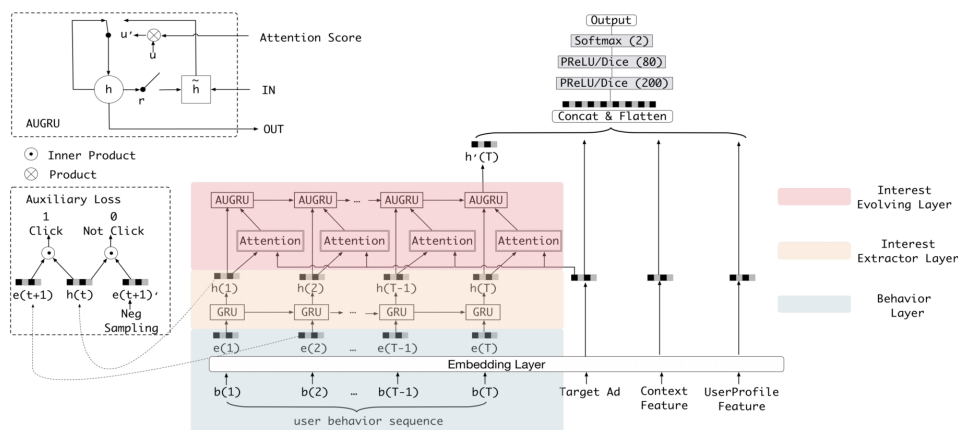 Output
Softmax (2)
PReLU/Dice (80)
PReLU/Dice (200)
Concat & Flatten
u'
u
Attention Score
h
r
h̃
IN
AUGRU
OUT
Inner Product
Product
h'(T)
Auxiliary Loss
1
0
Click
Not Click
e(t+1)
h(t)
e(t+1)'
Neg
Sampling
AUGRU
AUGRU
...
AUGRU
AUGRU
Attention
Attention
Attention
Attention
h(1)
h(2)
h(T-1)
h(T)
GRU
GRU
...
GRU
GRU
e(1)
e(2)
...
e(T-1)
e(T)
Embedding Layer
b(1)
b(2)
...
b(T-1)
b(T)
user behavior sequence
Target Ad
Context
Feature
UserProfile
Feature
Interest
Evolving Layer
Interest
Extractor Layer
Behavior
Layer